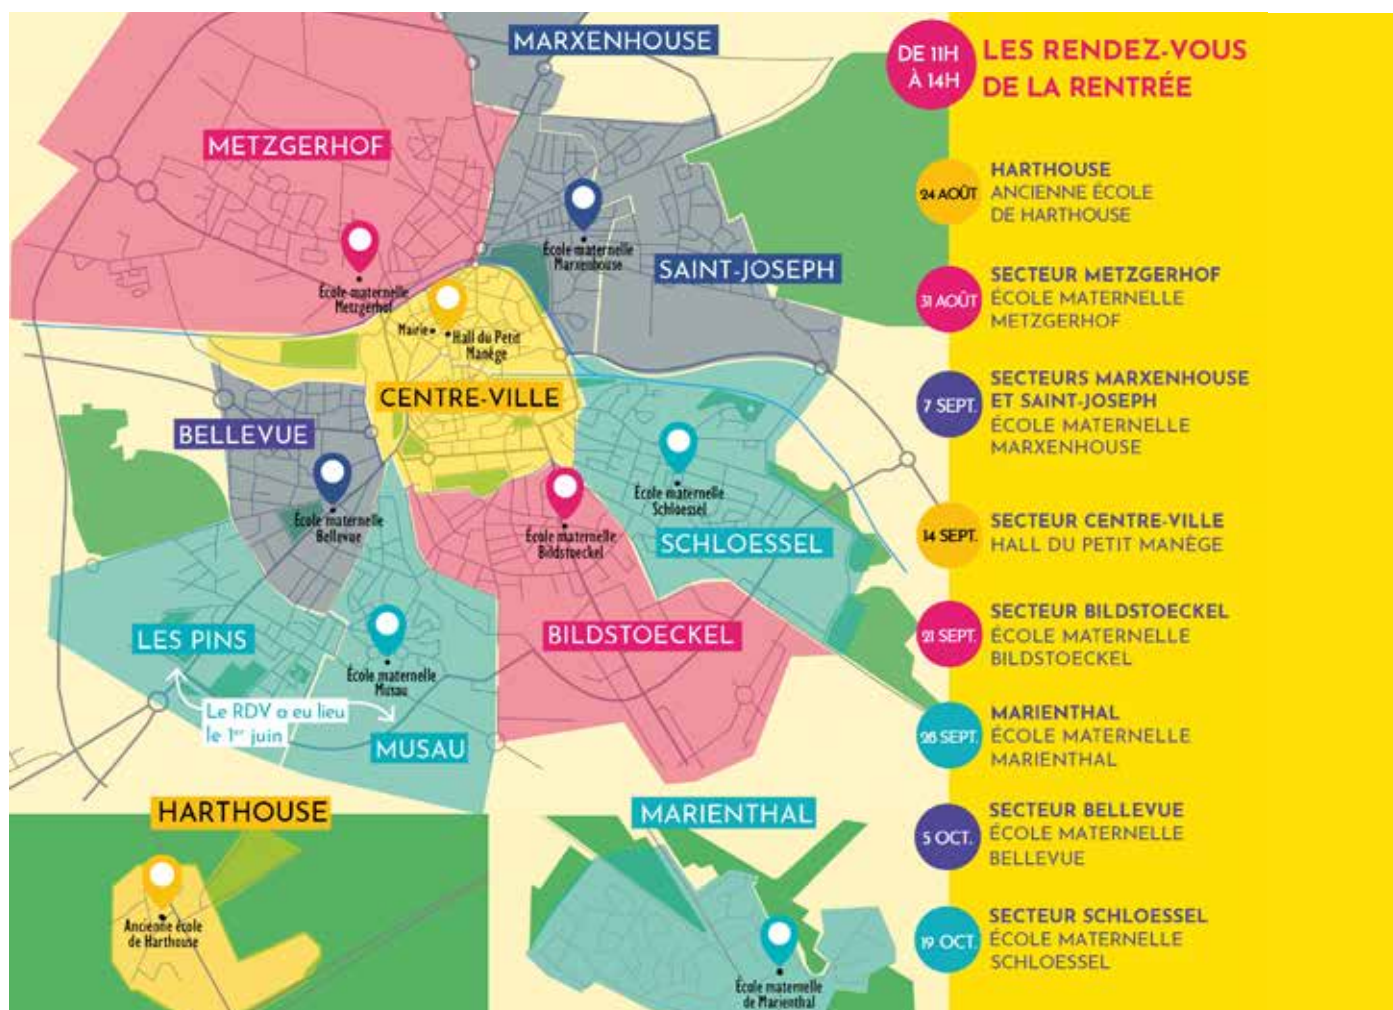 MARXENHOUSE
METZGERHOF
École maternelle
Marxenhouse
SAINT-JOSEPH
École maternelle
Metzgerhof
Mairie
Hall du Petit
Manège
CENTRE-VILLE
BELLEVUE
École maternelle
Bellevue
École maternelle
Schloessel
SCHLOESSEL
École maternelle
Bildstoeckel
BILDSTOECKEL
LES PINS
École maternelle
Musau
Le RDV a eu lieu
le 1er juin
MUSAU
HARTHOUSE
Ancienne école
de Harthouse
MARIENTHAL
École maternelle
de Marienthal
DE 11H
À 14H
LES RENDEZ-VOUS
DE LA RENTRÉE
24 AOÛT
HARTHOUSE
ANCIENNE ÉCOLE
DE HARTHOUSE
31 AOÛT
SECTEUR METZGERHOF
ÉCOLE MATERNELLE
METZGERHOF
7 SEPT.
SECTEURS MARXENHOUSE
ET SAINT-JOSEPH
ÉCOLE MATERNELLE
MARXENHOUSE
14 SEPT.
SECTEUR CENTRE-VILLE
HALL DU PETIT MANÈGE
21 SEPT.
SECTEUR BILDSTOECKEL
ÉCOLE MATERNELLE
BILDSTOECKEL
28 SEPT.
MARIENTHAL
ÉCOLE MATERNELLE
MARIENTHAL
5 OCT.
SECTEUR BELLEVUE
ÉCOLE MATERNELLE
BELLEVUE
19 OCT.
SECTEUR SCHLOESSEL
ÉCOLE MATERNELLE
SCHLOESSEL